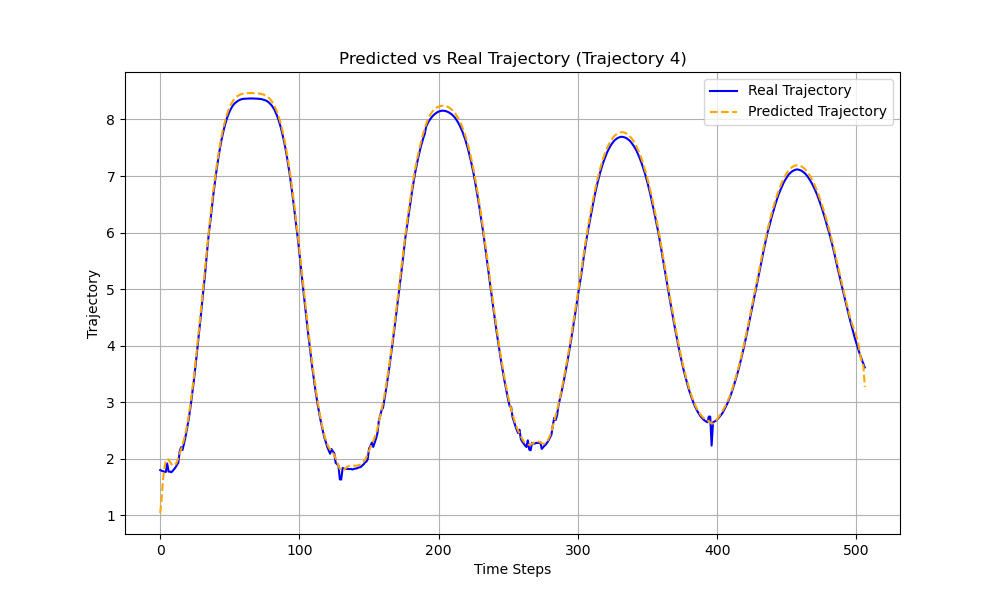 Predicted vs Real Trajectory (Trajectory 4)
Real Trajectory
Predicted Trajectory
Trajectory
8
7
6
5
4
3
2
1
0 100 200 300 400 500
Time Steps